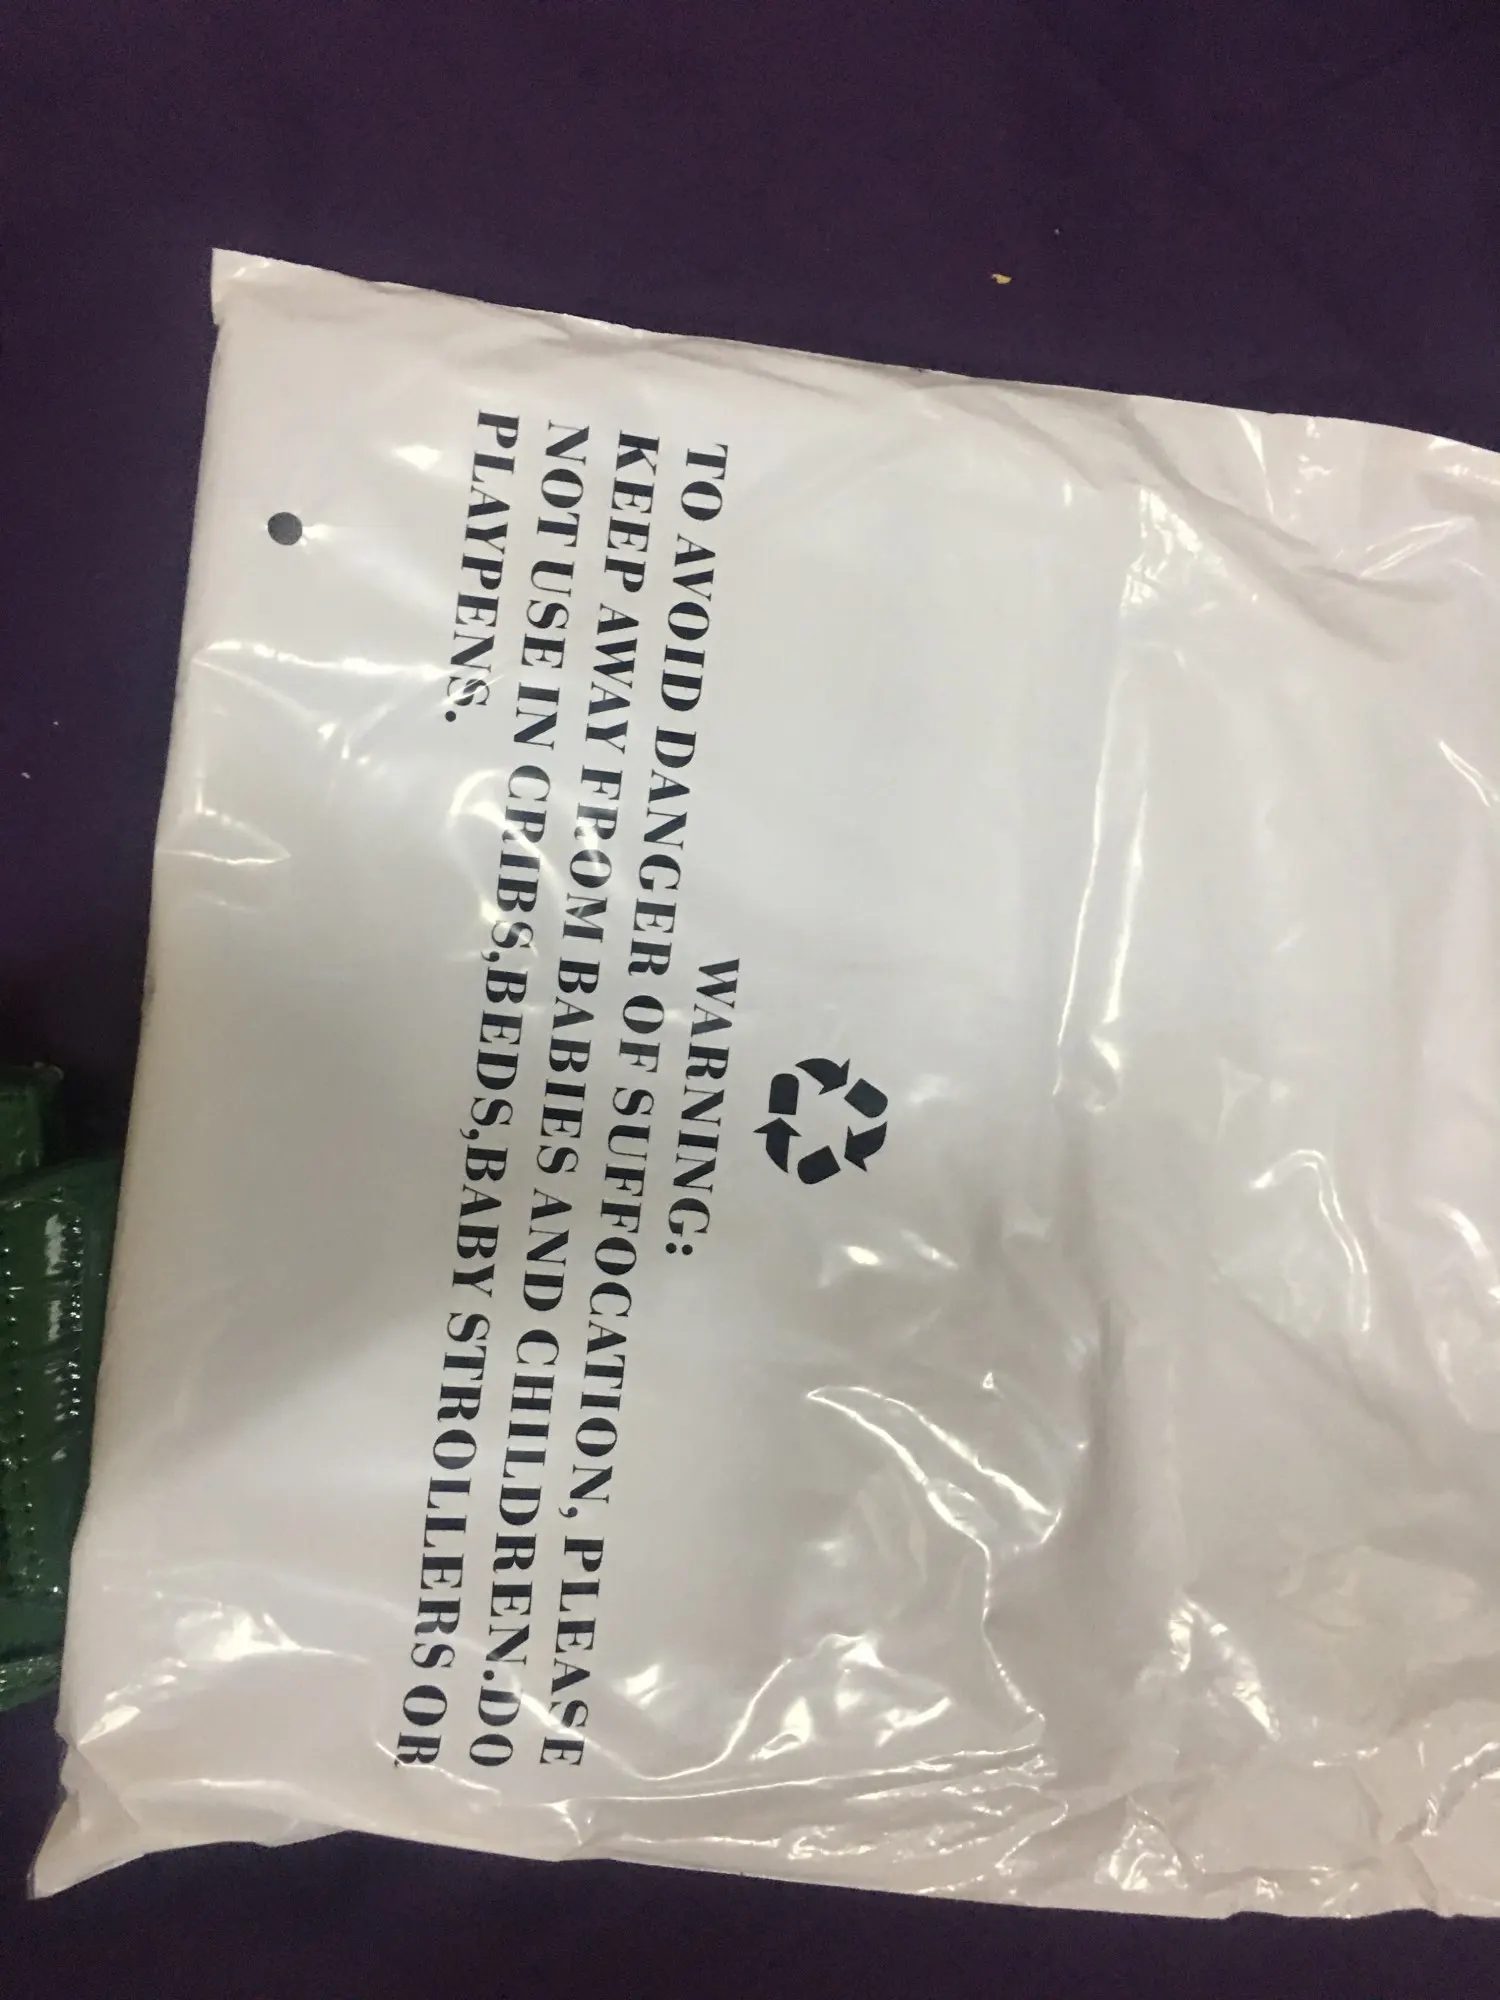 WARNING:
TO AVOID DANGER OF SUFFOCATION, PLEASE
KEEP AWAY FROM BABIES AND CHILDREN.DO
NOT USE IN CRIBS,BEDS,BABY STROLLERS OR
PLAYPENS.